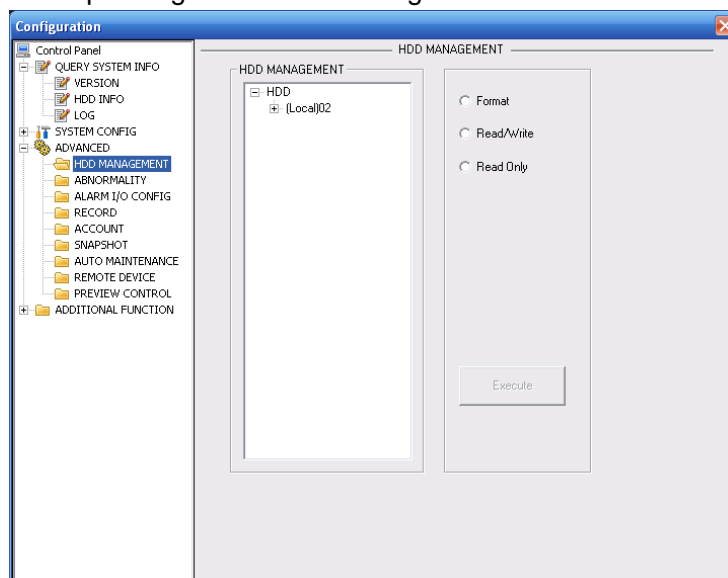 Configuration
Control Panel
QUERY SYSTEM INFO
VERSION
HDD INFO
LOG
SYSTEM CONFIG
ADVANCED
HDD MANAGEMENT
ABNORMALITY
ALARM I/O CONFIG
RECORD
ACCOUNT
SNAPSHOT
AUTO MAINTENANCE
REMOTE DEVICE
PREVIEW CONTROL
ADDITIONAL FUNCTION
HDD MANAGEMENT
HDD MANAGEMENT
HDD
(Local)02
Format
Read/Write
Read Only
Execute